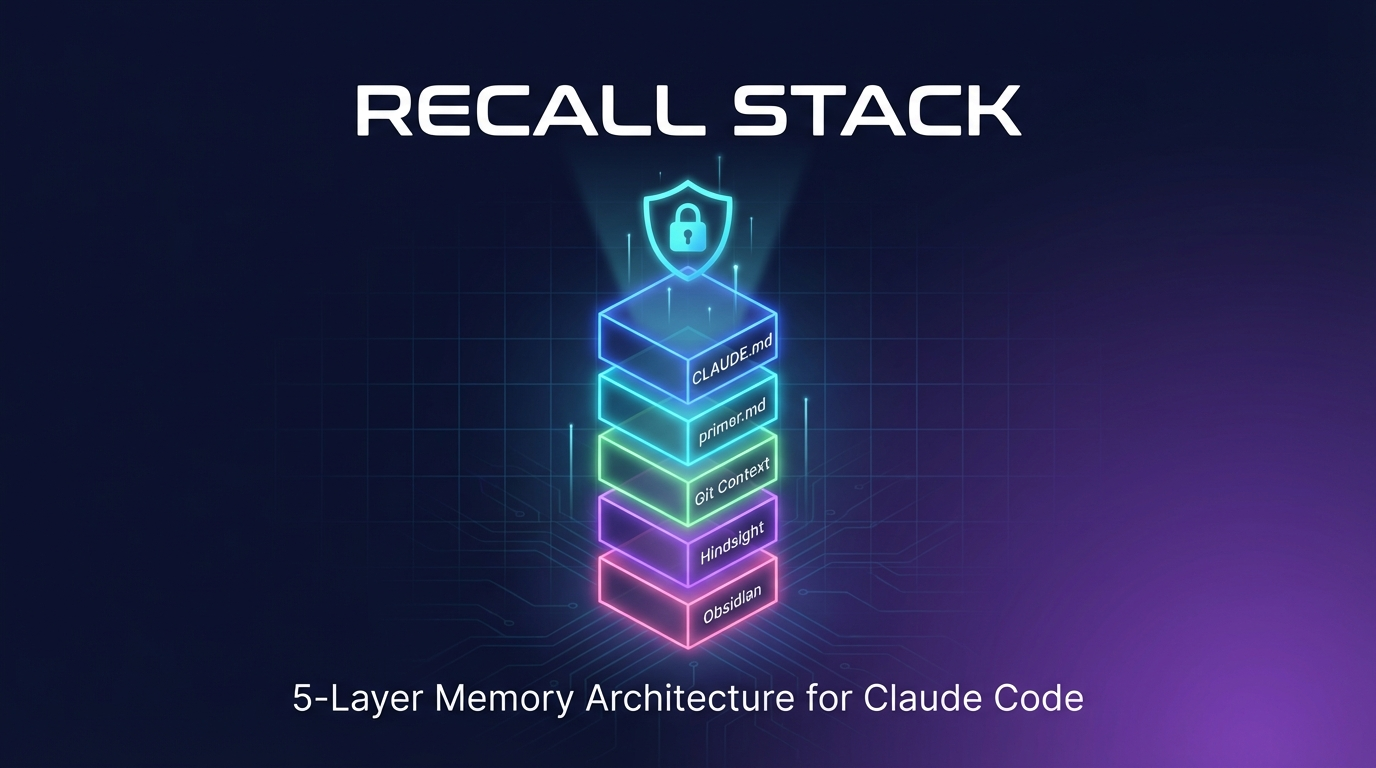 RECALL STACK
CLAUDE.md
primer.md
Git Context
Hindsight
Obsidian
5-Layer Memory Architecture for Claude Code